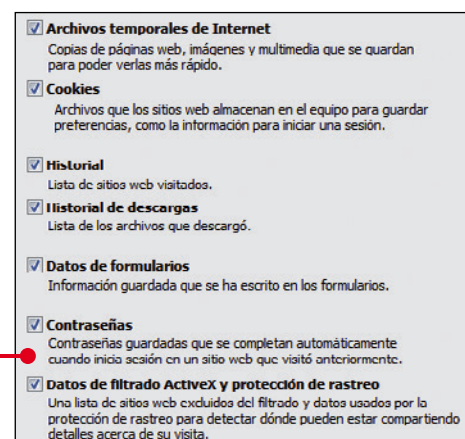 Archivos temporales de Internet
Copias de páginas web, imágenes y multimedia que se guardan
para poder verlas más rápido.
Cookies
Archivos que los sitios web almacenan en el equipo para guardar
preferencias, como la información para iniciar una sesión.
Historial
Lista de sitios web visitados.
Historial de descargas
Lista de los archivos que descargó.
Datos de formularios
Información guardada que se ha escrito en los formularios.
Contraseñas
Contraseñas guardadas que se completan automáticamente
cuando inicia sesión en un sitio web que visitó anteriormente.
Datos de filtrado ActiveX y protección de rastreo
Una lista de sitios web excluidos del filtrado y datos usados por la
protección de rastreo para detectar dónde pueden estar compartiendo
detalles acerca de su visita.